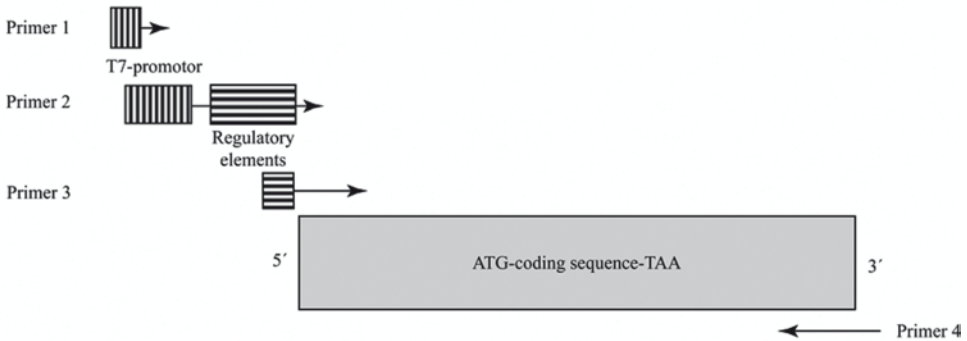 Primer 1
T7-promotor
Primer 2
Regulatory
elements
Primer 3
5´
ATG-coding sequence-TAA
3´
Primer 4